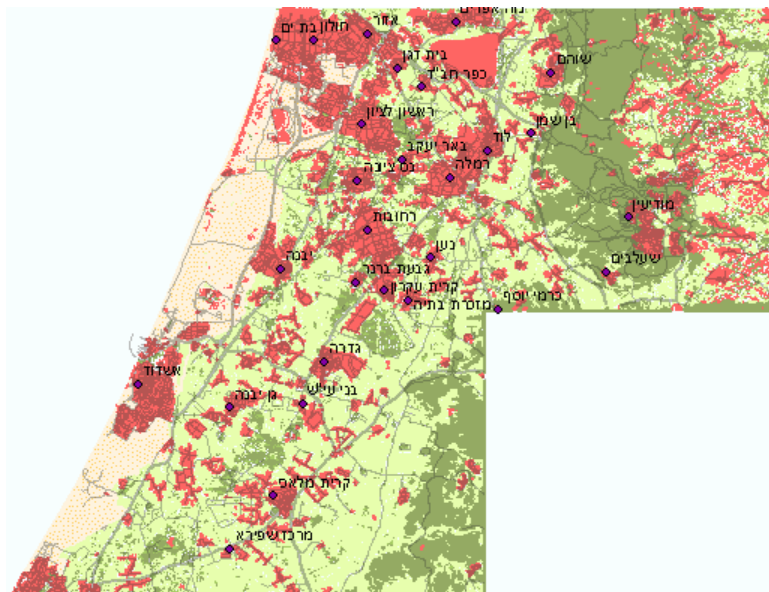 נוה אפרים
אזור
חולון
בת ים
בית דגן
שוהם
כפר חב"ד
ראשון לציון
בן שמן
לוד
באר יעקב
נס ציונה
רמלה
מודיעין
רחובות
נען
יבנה
שעלבים
גבעת ברנר
קרית עקרון
מזכרת בתיה
כרמי יוסף
גדרה
אשדוד
בני עי"ש
גן יבנה
קרית מלאכי
מרכז שפירא